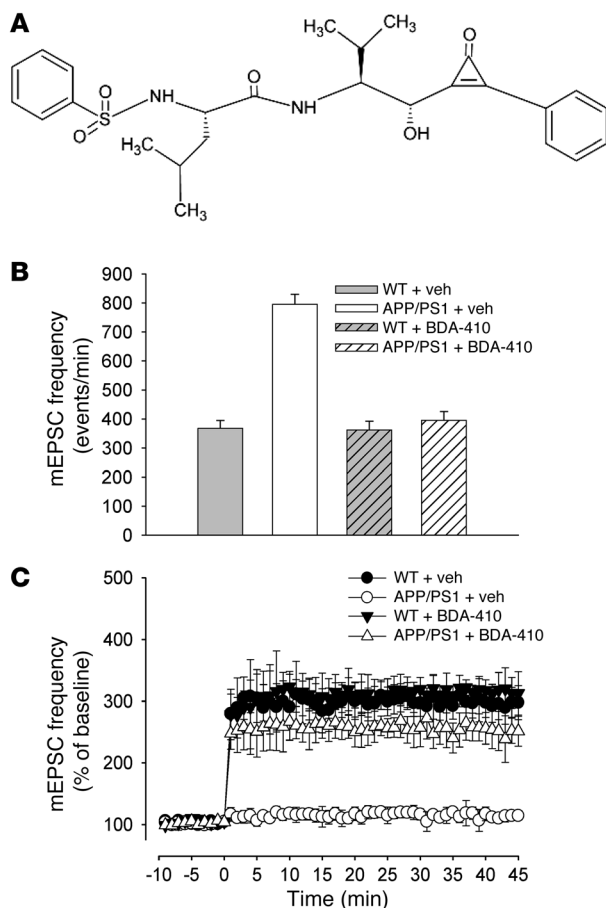 A
O
H₃C
CH₃
O
O
NH
S
O
NH
OH
H₃C
CH₃
B
900
800
700
600
500
400
300
200
100
0
mEPSC frequency
(events/min)
WT + veh
APP/PS1 + veh
WT + BDA-410
APP/PS1 + BDA-410
C
500
400
300
200
100
mEPSC frequency
(% of baseline)
WT + veh
APP/PS1 + veh
WT + BDA-410
APP/PS1 + BDA-410
-10 -5 0 5 10 15 20 25 30 35 40 45
Time (min)